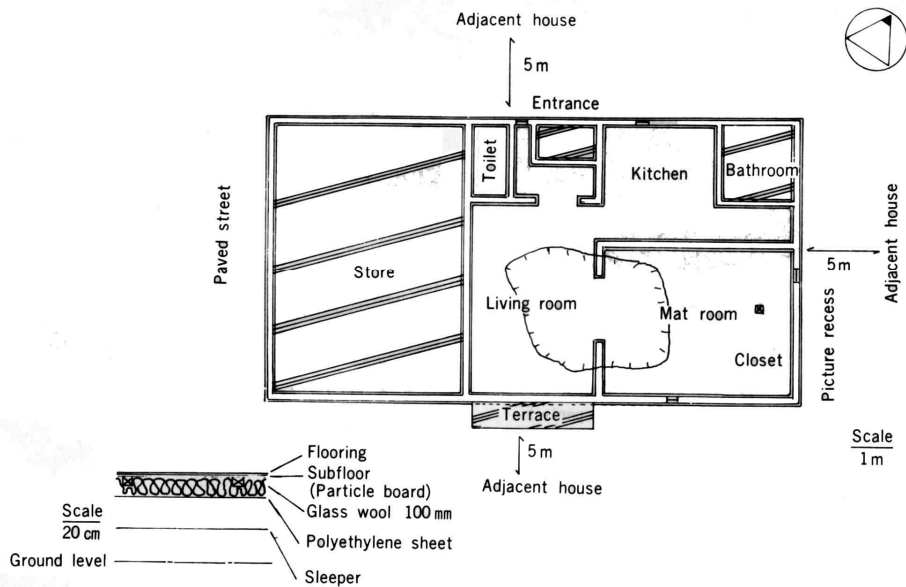 Adjacent house
5 m
Entrance
Toilet
Kitchen
Bathroom
Paved street
Store
Living room
Mat room
Closet
5 m
Adjacent house
Picture recess
Terrace
5 m
Adjacent house
Scale
1 m
Flooring
Subfloor
(Particle board)
Glass wool 100 mm
Scale
20 cm
Polyethylene sheet
Ground level
Sleeper